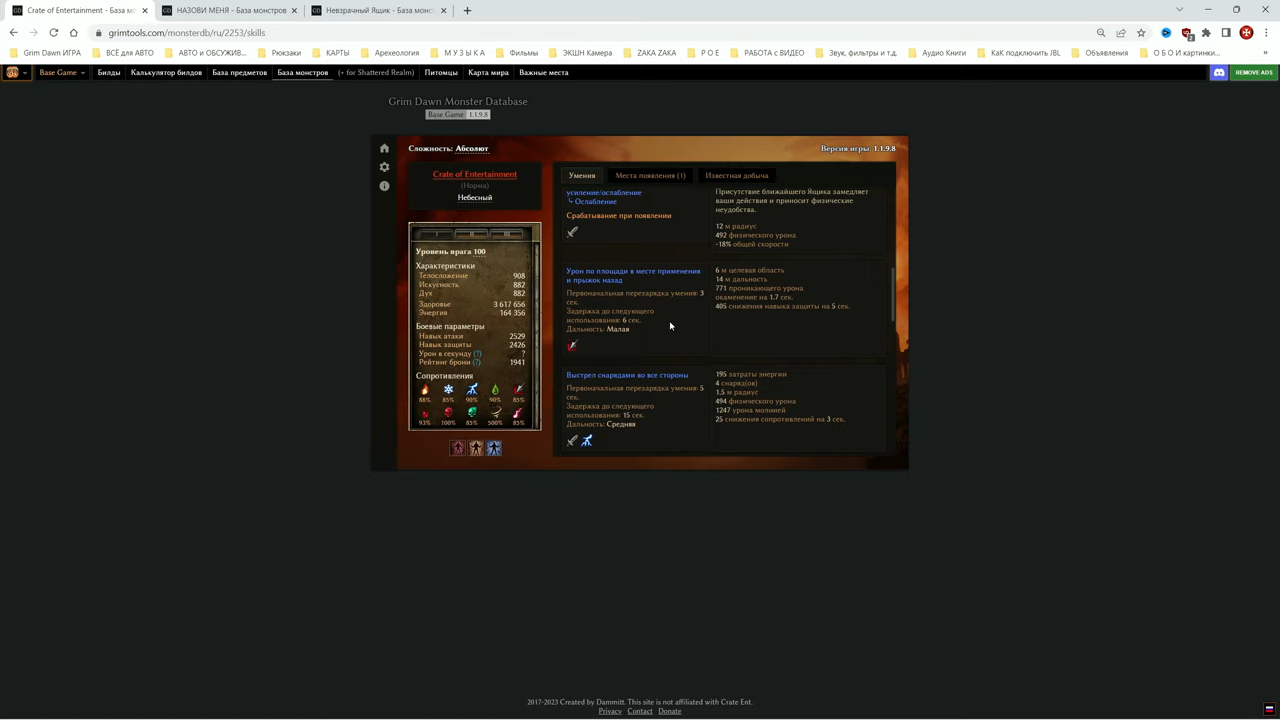 Crate of Entertainment - База мо
НАЗОВИ МЕНЯ - База монстров
Невзрачный Ящик - База монст
grimtools.com/monsterdb/ru/2253/skills
Grim Dawn ИГРА
ВСЁ для АВТО
АВТО и ОБСУЖИВ...
Рюкзаки
КАРТЫ
Археология
М У З Ы К А
Фильмы
ЭКШН Камера
ZAKA ZAKA
P O E
РАБОТА с ВИДЕО
Звук, фильтры и т.д.
Аудио Книги
КаК подключить JBL
Объявления
О Б О И картинки...
Base Game
Билды
Калькулятор билдов
База предметов
База монстров
(+ for Shattered Realm)
Питомцы
Карта мира
Важные места
REMOVE ADS
Grim Dawn Monster Database
Base Game 1.1.9.8
Сложность: Абсолют
Версия игры: 1.1.9.8
Crate of Entertainment
(Норма)
Небесный
I II III
Уровень врага 100
Характеристики
Телосложение 908
Искусность 882
Дух 882
Здоровье 3 617 656
Энергия 164 356
Боевые параметры
Навык атаки 2529
Навык защиты 2426
Урон в секунду (?) ?
Рейтинг брони (?) 1941
Сопротивления
88% 85% 90% 90% 85%
93% 100% 85% 500% 85%
Умения
Места появления (1)
Известная добыча
усиление/ослабление
↳ Ослабление
Срабатывание при появлении
Присутствие ближайшего Ящика замедляет
ваши действия и приносит физические
неудобства.
12 м радиус
492 физического урона
-18% общей скорости
Урон по площади в месте применения
и прыжок назад
Первоначальная перезарядка умения: 3
сек.
Задержка до следующего
использования: 6 сек.
Дальность: Малая
6 м целевая область
14 м дальность
771 проникающего урона
окаменение на 1.7 сек.
405 снижения навыка защиты на 5 сек.
Выстрел снарядами во все стороны
Первоначальная перезарядка умения: 5
сек.
Задержка до следующего
использования: 15 сек.
Дальность: Средняя
195 затраты энергии
4 снаряд(ов)
1.5 м радиус
494 физического урона
1247 урона молнией
25 снижения сопротивлений на 3 сек.
2017-2023 Created by Dammitt. This site is not affiliated with Crate Ent.
Privacy Contact Donate